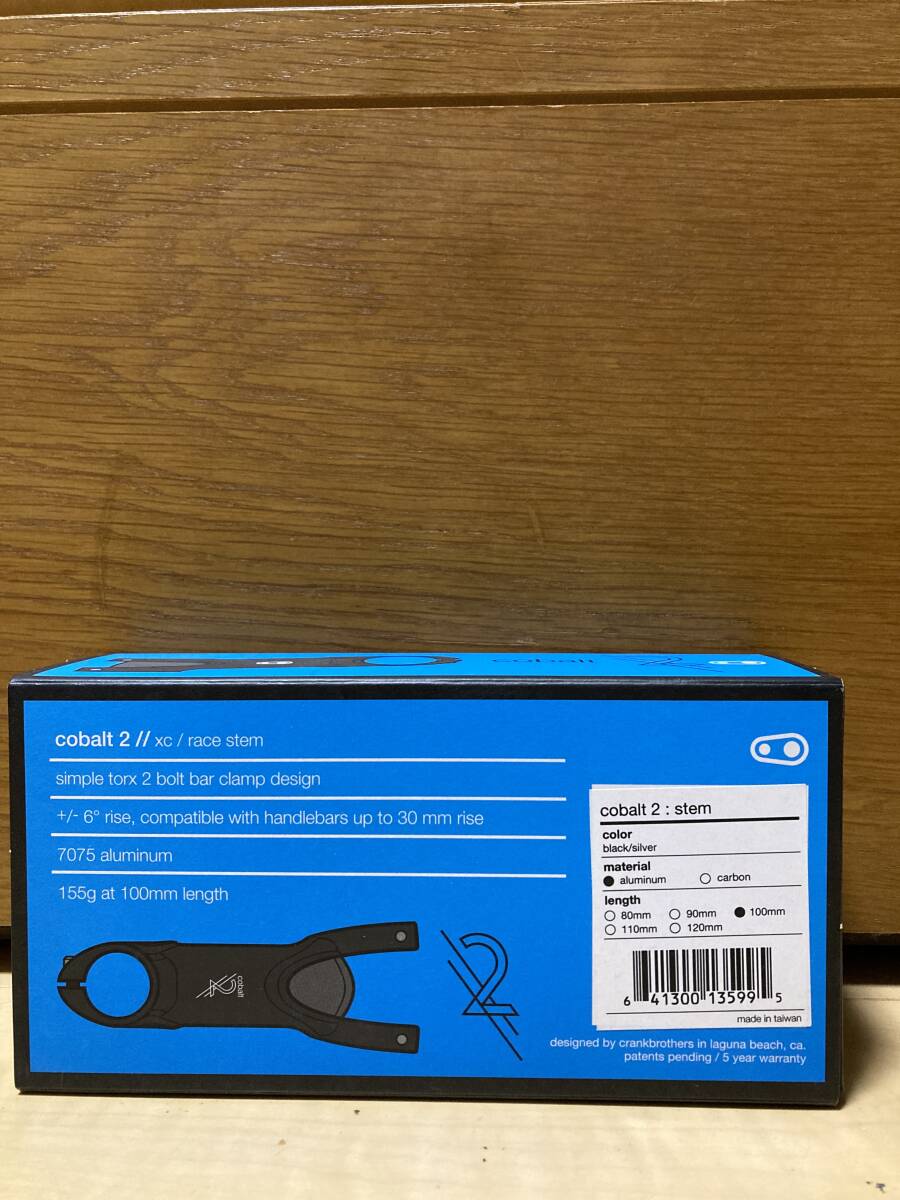 cobalt
cobalt 2 // xc / race stem
simple torx 2 bolt bar clamp design
+/- 6° rise, compatible with handlebars up to 30 mm rise
7075 aluminum
155g at 100mm length
cobalt
2
2
cobalt 2 : stem
color
black/silver
material
aluminum carbon
length
80mm 90mm 100mm
110mm 120mm
6 41300 13599 5
made in taiwan
designed by crankbrothers in laguna beach, ca.
patents pending / 5 year warranty